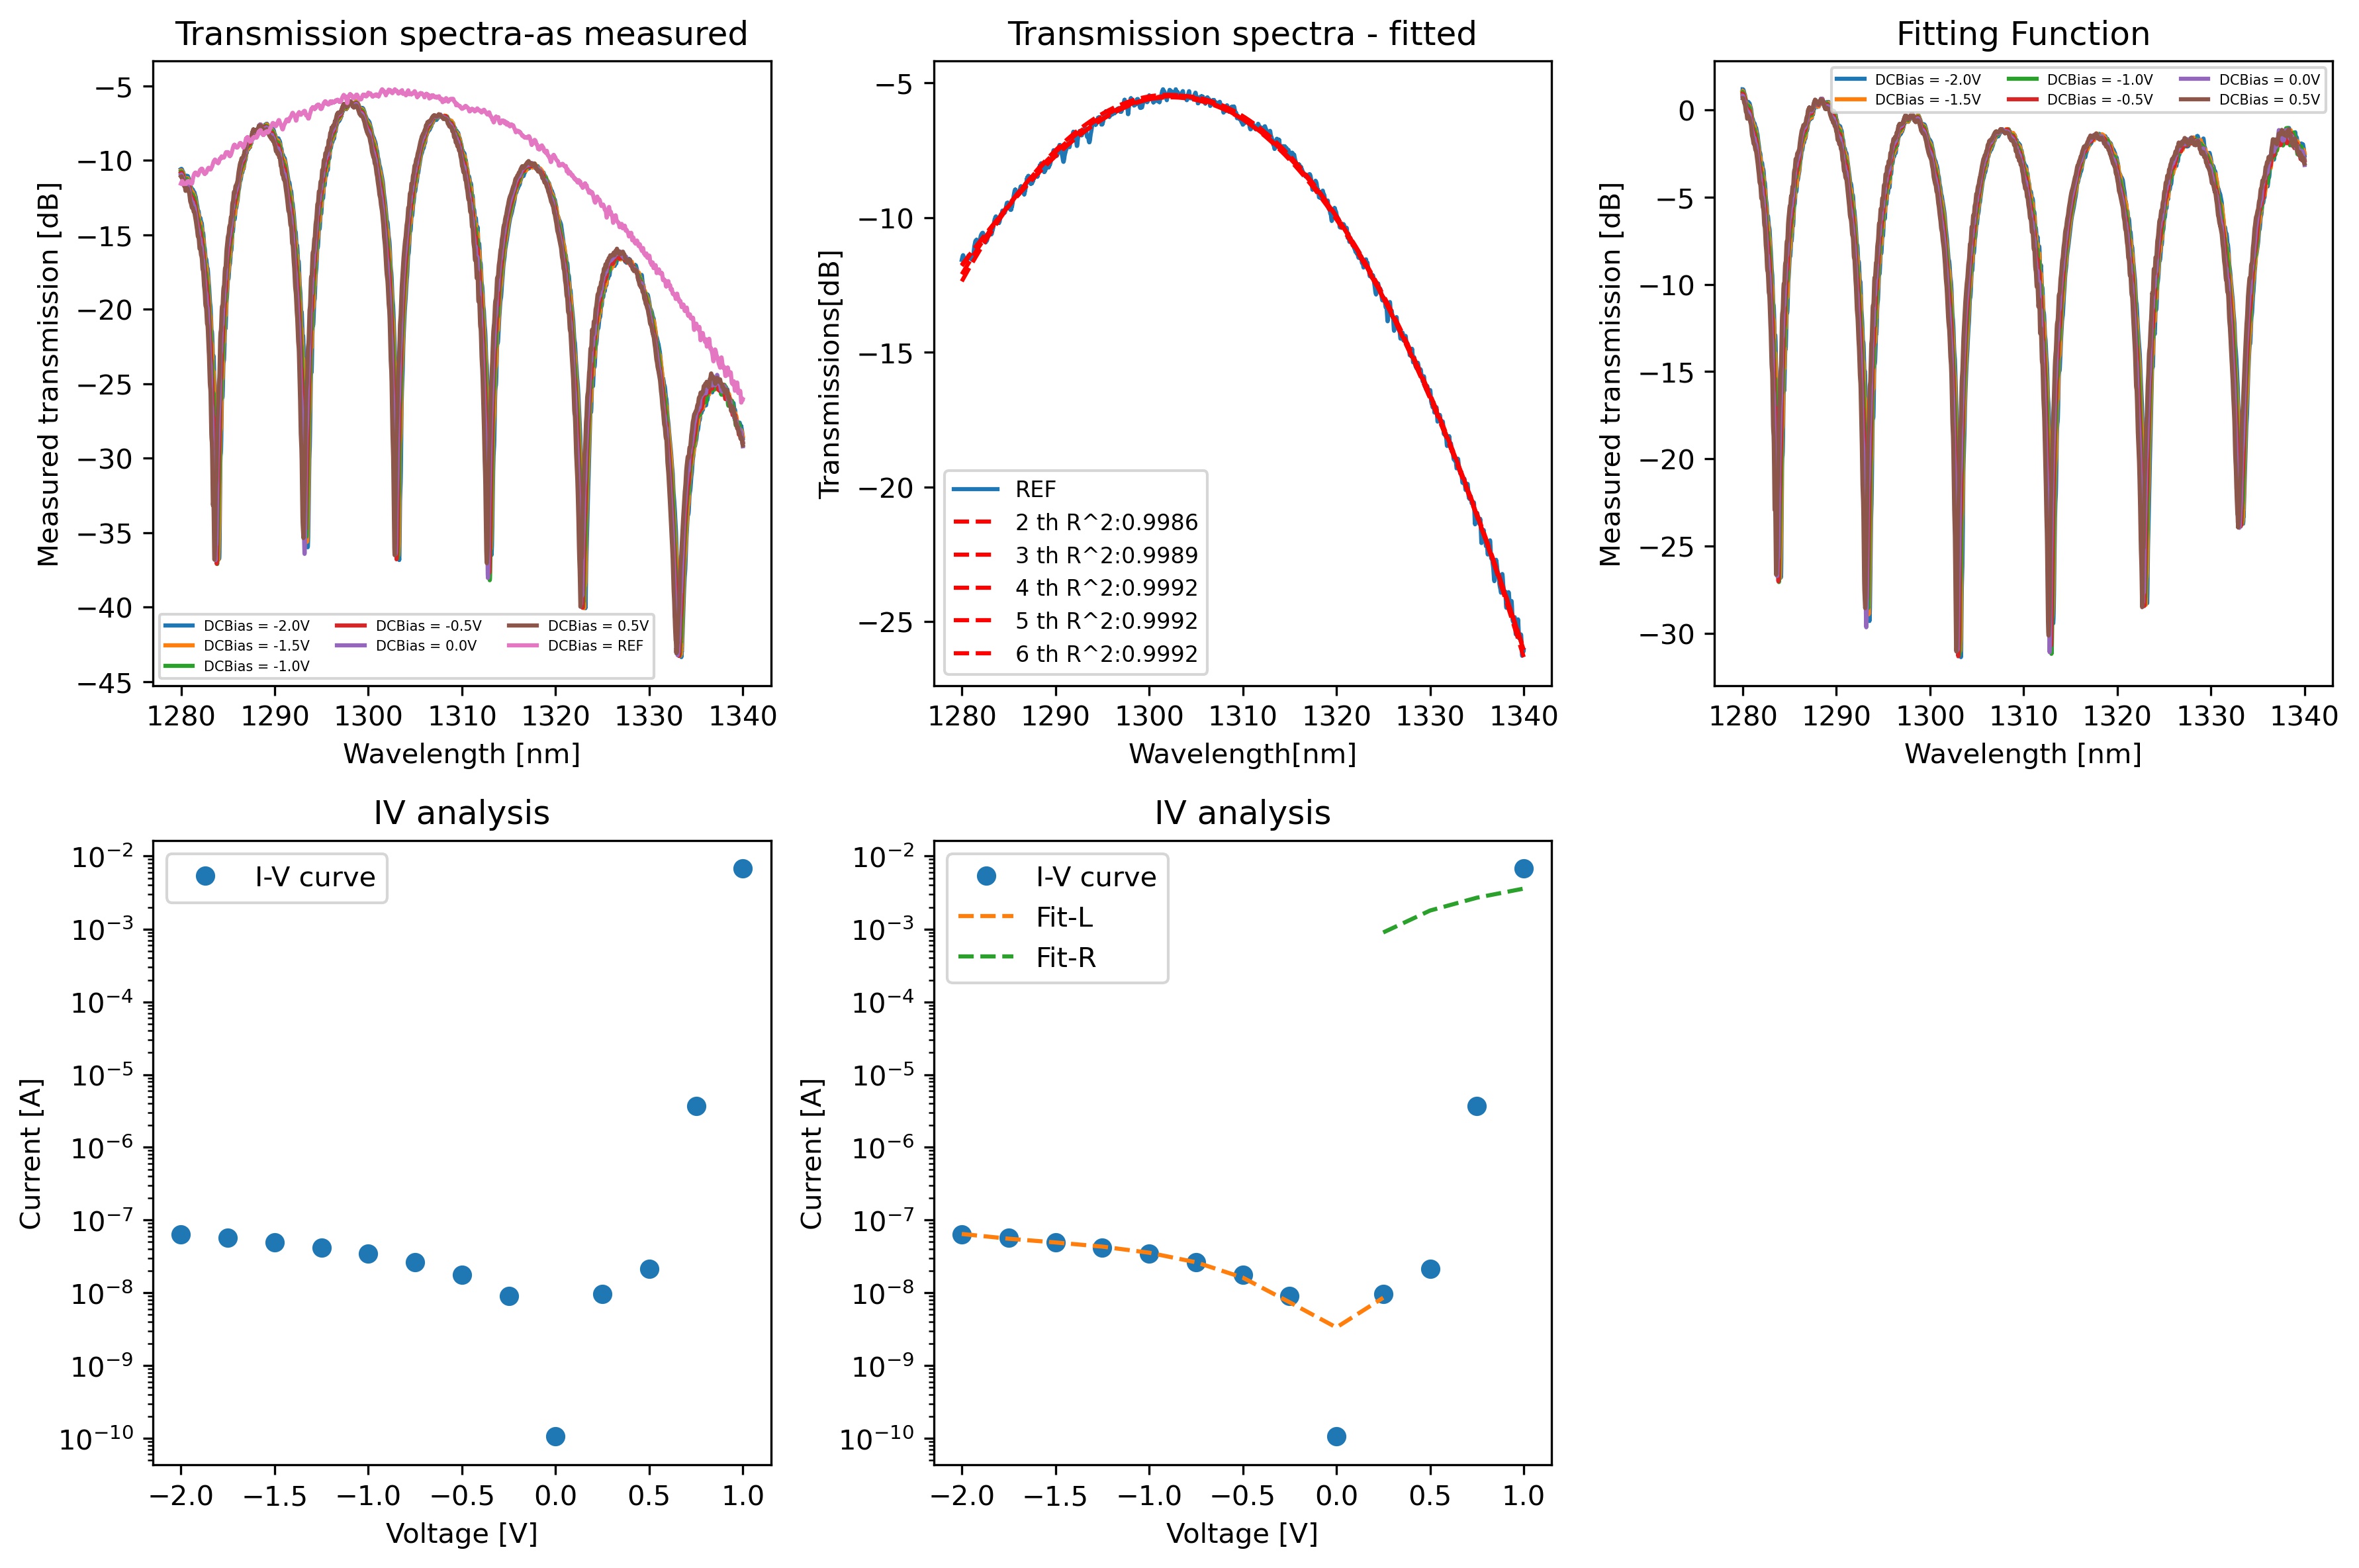 Transmission spectra-as measured
Measured transmission [dB]
−5
−10
−15
−20
−25
−30
−35
−40
−45
DCBias = -2.0V
DCBias = -1.5V
DCBias = -1.0V
DCBias = -0.5V
DCBias = 0.0V
DCBias = 0.5V
DCBias = REF
1280 1290 1300 1310 1320 1330 1340
Wavelength [nm]
Transmission spectra - fitted
Transmissions[dB]
−5
−10
−15
−20
−25
REF
2 th R^2:0.9986
3 th R^2:0.9989
4 th R^2:0.9992
5 th R^2:0.9992
6 th R^2:0.9992
1280 1290 1300 1310 1320 1330 1340
Wavelength[nm]
Fitting Function
Measured transmission [dB]
0
−5
−10
−15
−20
−25
−30
DCBias = -2.0V
DCBias = -1.5V
DCBias = -1.0V
DCBias = -0.5V
DCBias = 0.0V
DCBias = 0.5V
1280 1290 1300 1310 1320 1330 1340
Wavelength [nm]
IV analysis
Current [A]
10⁻²
10⁻³
10⁻⁴
10⁻⁵
10⁻⁶
10⁻⁷
10⁻⁸
10⁻⁹
10⁻¹⁰
I-V curve
−2.0 −1.5 −1.0 −0.5 0.0 0.5 1.0
Voltage [V]
IV analysis
Current [A]
10⁻²
10⁻³
10⁻⁴
10⁻⁵
10⁻⁶
10⁻⁷
10⁻⁸
10⁻⁹
10⁻¹⁰
I-V curve
Fit-L
Fit-R
−2.0 −1.5 −1.0 −0.5 0.0 0.5 1.0
Voltage [V]